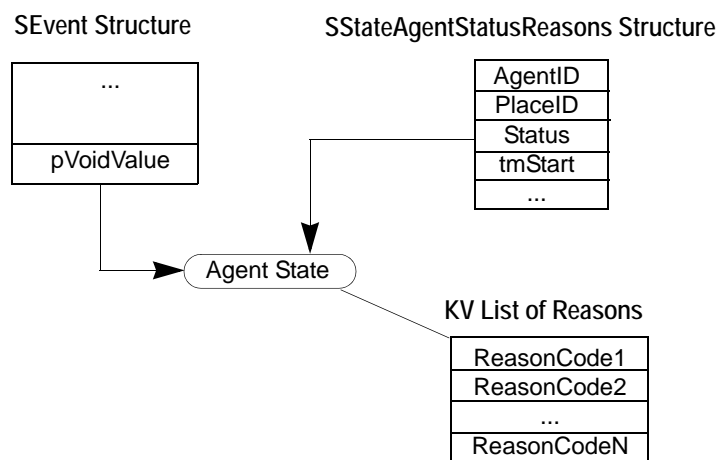 SEvent Structure
...
pVoidValue
SStateAgentStatusReasons Structure
AgentID
PlaceID
Status
tmStart
...
Agent State
KV List of Reasons
ReasonCode1
ReasonCode2
...
ReasonCodeN